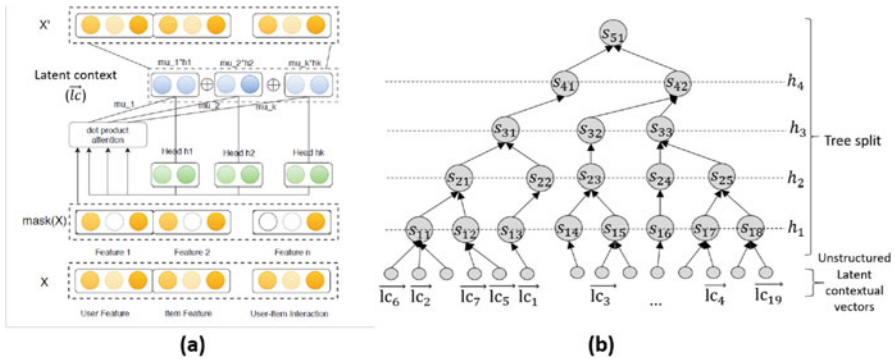 X'
mu_1*h1 mu_2*h2 mu_k*hk
Latent context
(lc)
mu_1
mu_2
mu_k
dot product
attention
Head h1 Head h2 Head hk
mask(X)
Feature 1 Feature 2 Feature n
X
User Feature Item Feature User-Item Interaction
(a)
S51
S41 S42 h4
S31 S32 S33 h3
Tree split
S21 S22 S23 S24 S25 h2
S11 S12 S13 S14 S15 S16 S17 S18 h1
Unstructured
Latent
contextual
vectors
lc6 lc2 lc7 lc5 lc1 lc3 ... lc4 lc19
(b)